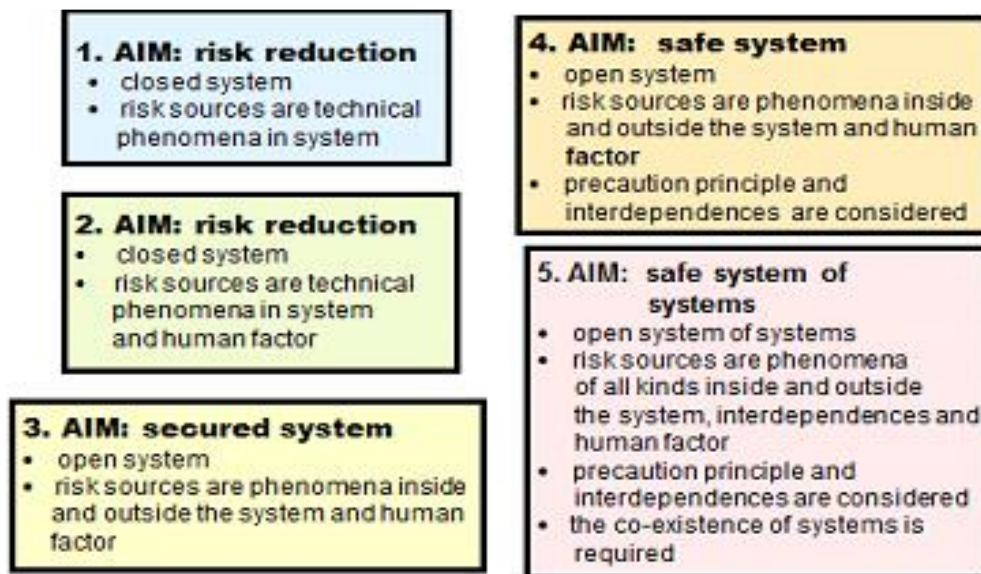 1. AIM: risk reduction
• closed system
• risk sources are technical
phenomena in system
2. AIM: risk reduction
• closed system
• risk sources are technical
phenomena in system
and human factor
3. AIM: secured system
• open system
• risk sources are phenomena inside
and outside the system and human
factor
4. AIM: safe system
• open system
• risk sources are phenomena inside
and outside the system and human
factor
• precaution principle and
interdependences are considered
5. AIM: safe system of
systems
• open system of systems
• risk sources are phenomena
of all kinds inside and outside
the system, interdependences and
human factor
• precaution principle and
interdependences are considered
• the co-existence of systems is
required